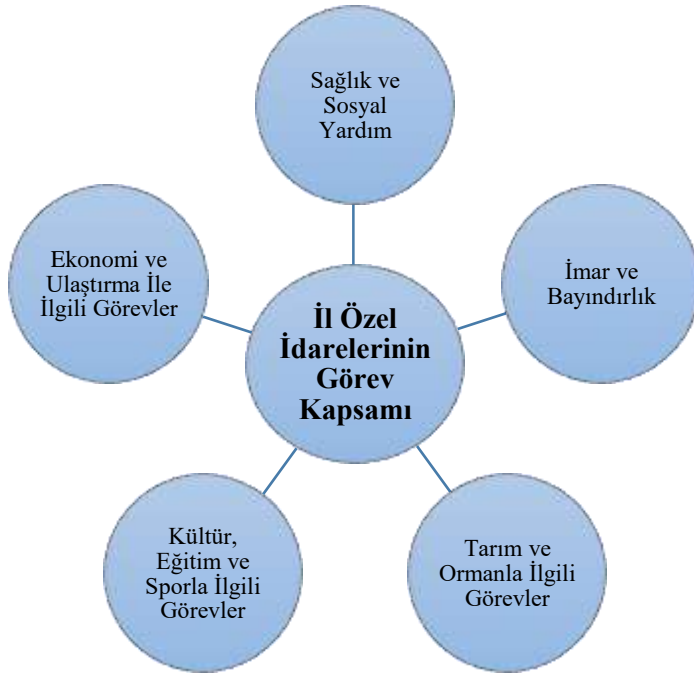 Sağlık ve
Sosyal
Yardım
Ekonomi ve
Ulaştırma İle
İlgili Görevler
İmar ve
Bayındırlık
İl Özel
İdarelerinin
Görev
Kapsamı
Kültür,
Eğitim ve
Sporla İlgili
Görevler
Tarım ve
Ormanla İlgili
Görevler